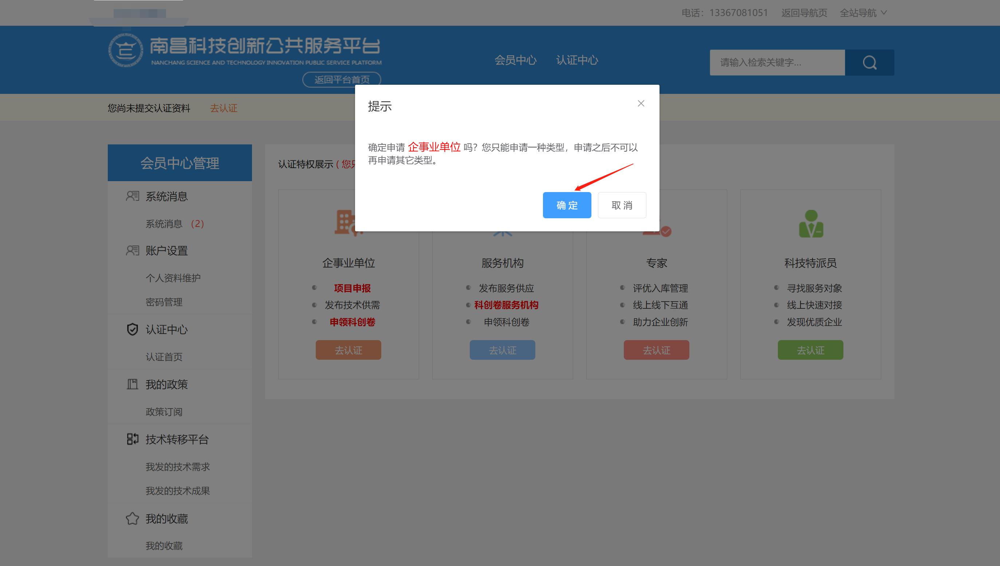 电话：13367081051 返回导航页 全站导航
南昌科技创新公共服务平台
NANCHANG SCIENCE AND TECHNOLOGY INNOVATION PUBLIC SERVICE PLATFORM
返回平台首页
会员中心 认证中心
请输入检索关键字...
您尚未提交认证资料 去认证
提示
确定申请 企事业单位 吗？您只能申请一种类型，申请之后不可以
再申请其它类型。
确 定 取 消
会员中心管理
系统消息
系统消息 （2）
账户设置
个人资料维护
密码管理
认证中心
认证首页
我的政策
政策订阅
技术转移平台
我发的技术需求
我发的技术成果
我的收藏
我的收藏
认证特权展示 ( 您只
企事业单位
项目申报
发布技术供需
申领科创卷
去认证
服务机构
发布服务供应
科创卷服务机构
申领科创卷
去认证
专家
评优入库管理
线上线下互通
助力企业创新
去认证
科技特派员
寻找服务对象
线上快速对接
发现优质企业
去认证